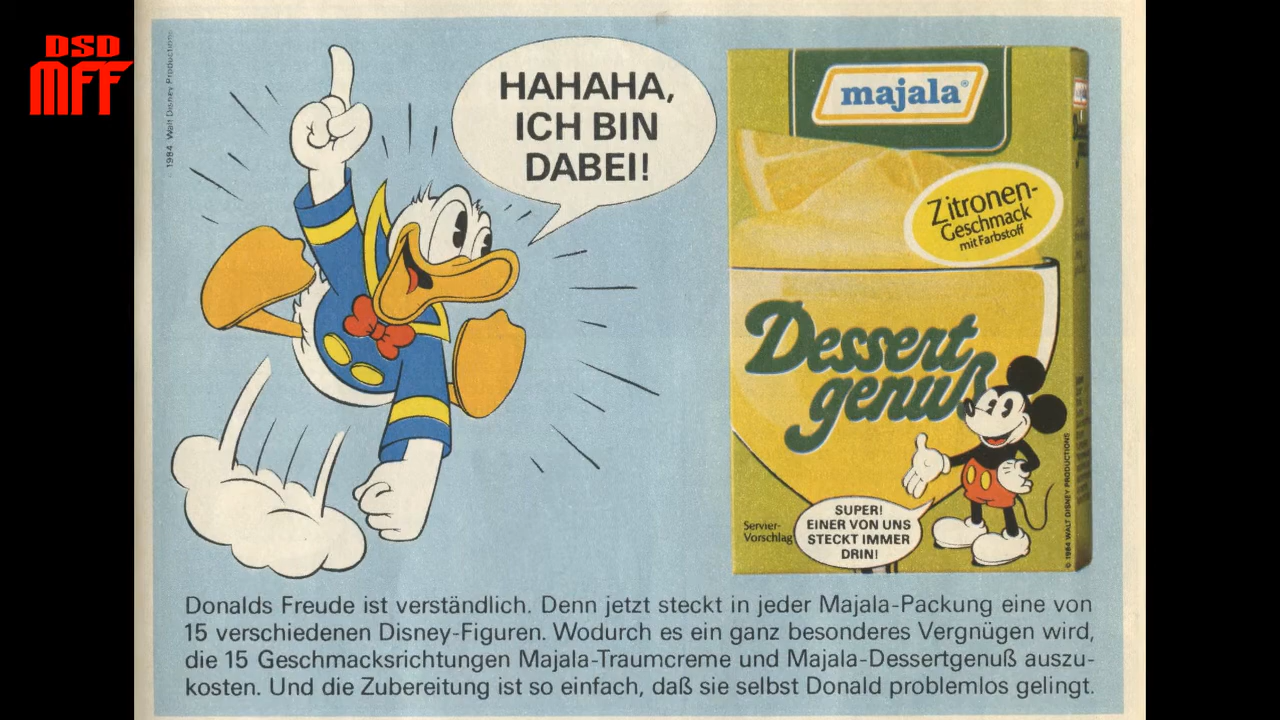 DSD
MFF
1984 Walt Disney Productions
HAHAHA,
ICH BIN
DABEI!
majala®
Zitronen-
Geschmack
mit Farbstoff
Dessert
genuß
Servier-
Vorschlag
SUPER!
EINER VON UNS
STECKT IMMER
DRIN!
© 1984 WALT DISNEY PRODUCTIONS
Donalds Freude ist verständlich. Denn jetzt steckt in jeder Majala-Packung eine von
15 verschiedenen Disney-Figuren. Wodurch es ein ganz besonderes Vergnügen wird,
die 15 Geschmacksrichtungen Majala-Traumcreme und Majala-Dessertgenuß auszu-
kosten. Und die Zubereitung ist so einfach, daß sie selbst Donald problemlos gelingt.